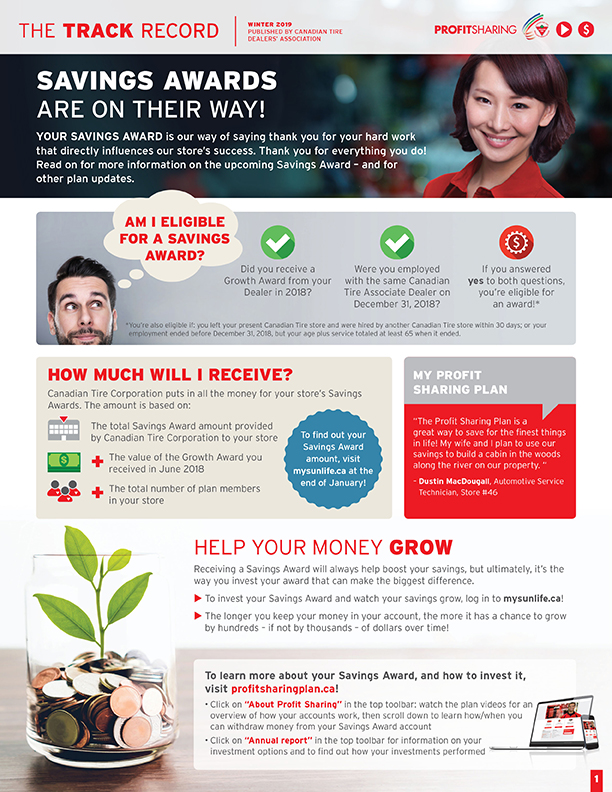 THE TRACK RECORD
WINTER 2019
PUBLISHED BY CANADIAN TIRE
DEALERS' ASSOCIATION
PROFITSHARING
SAVINGS AWARDS
ARE ON THEIR WAY!
YOUR SAVINGS AWARD is our way of saying thank you for your hard work
that directly influences our store's success. Thank you for everything you do!
Read on for more information on the upcoming Savings Award – and for
other plan updates.
AM I ELIGIBLE
FOR A SAVINGS
AWARD?
Did you receive a
Growth Award from your
Dealer in 2018?
Were you employed
with the same Canadian
Tire Associate Dealer on
December 31, 2018?
If you answered
yes to both questions,
you're eligible for
an award!*
*You're also eligible if: you left your present Canadian Tire store and were hired by another Canadian Tire store within 30 days; or your
employment ended before December 31, 2018, but your age plus service totaled at least 65 when it ended.
HOW MUCH WILL I RECEIVE?
Canadian Tire Corporation puts in all the money for your store's Savings
Awards. The amount is based on:
The total Savings Award amount provided
by Canadian Tire Corporation to your store
+ The value of the Growth Award you
received in June 2018
+ The total number of plan members
in your store
To find out your
Savings Award
amount, visit
mysunlife.ca at the
end of January!
MY PROFIT
SHARING PLAN
"The Profit Sharing Plan is a
great way to save for the finest things
in life! My wife and I plan to use our
savings to build a cabin in the woods
along the river on our property. "
– Dustin MacDougall, Automotive Service
Technician, Store #46
HELP YOUR MONEY GROW
Receiving a Savings Award will always help boost your savings, but ultimately, it's the
way you invest your award that can make the biggest difference.
▶ To invest your Savings Award and watch your savings grow, log in to mysunlife.ca!
▶ The longer you keep your money in your account, the more it has a chance to grow
by hundreds – if not by thousands – of dollars over time!
To learn more about your Savings Award, and how to invest it,
visit profitsharingplan.ca!
• Click on "About Profit Sharing" in the top toolbar: watch the plan videos for an
overview of how your accounts work, then scroll down to learn how/when you
can withdraw money from your Savings Award account
• Click on "Annual report" in the top toolbar for information on your
investment options and to find out how your investments performed
1